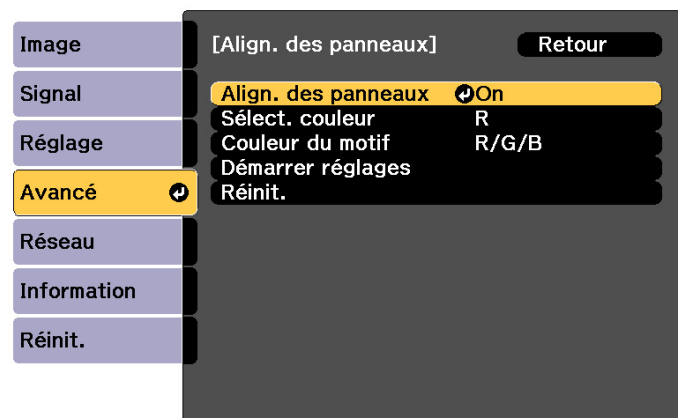 Image
Signal
Réglage
Avancé
Réseau
Information
Réinit.
[Align. des panneaux] Retour
Align. des panneaux On
Sélect. couleur R
Couleur du motif R/G/B
Démarrer réglages
Réinit.